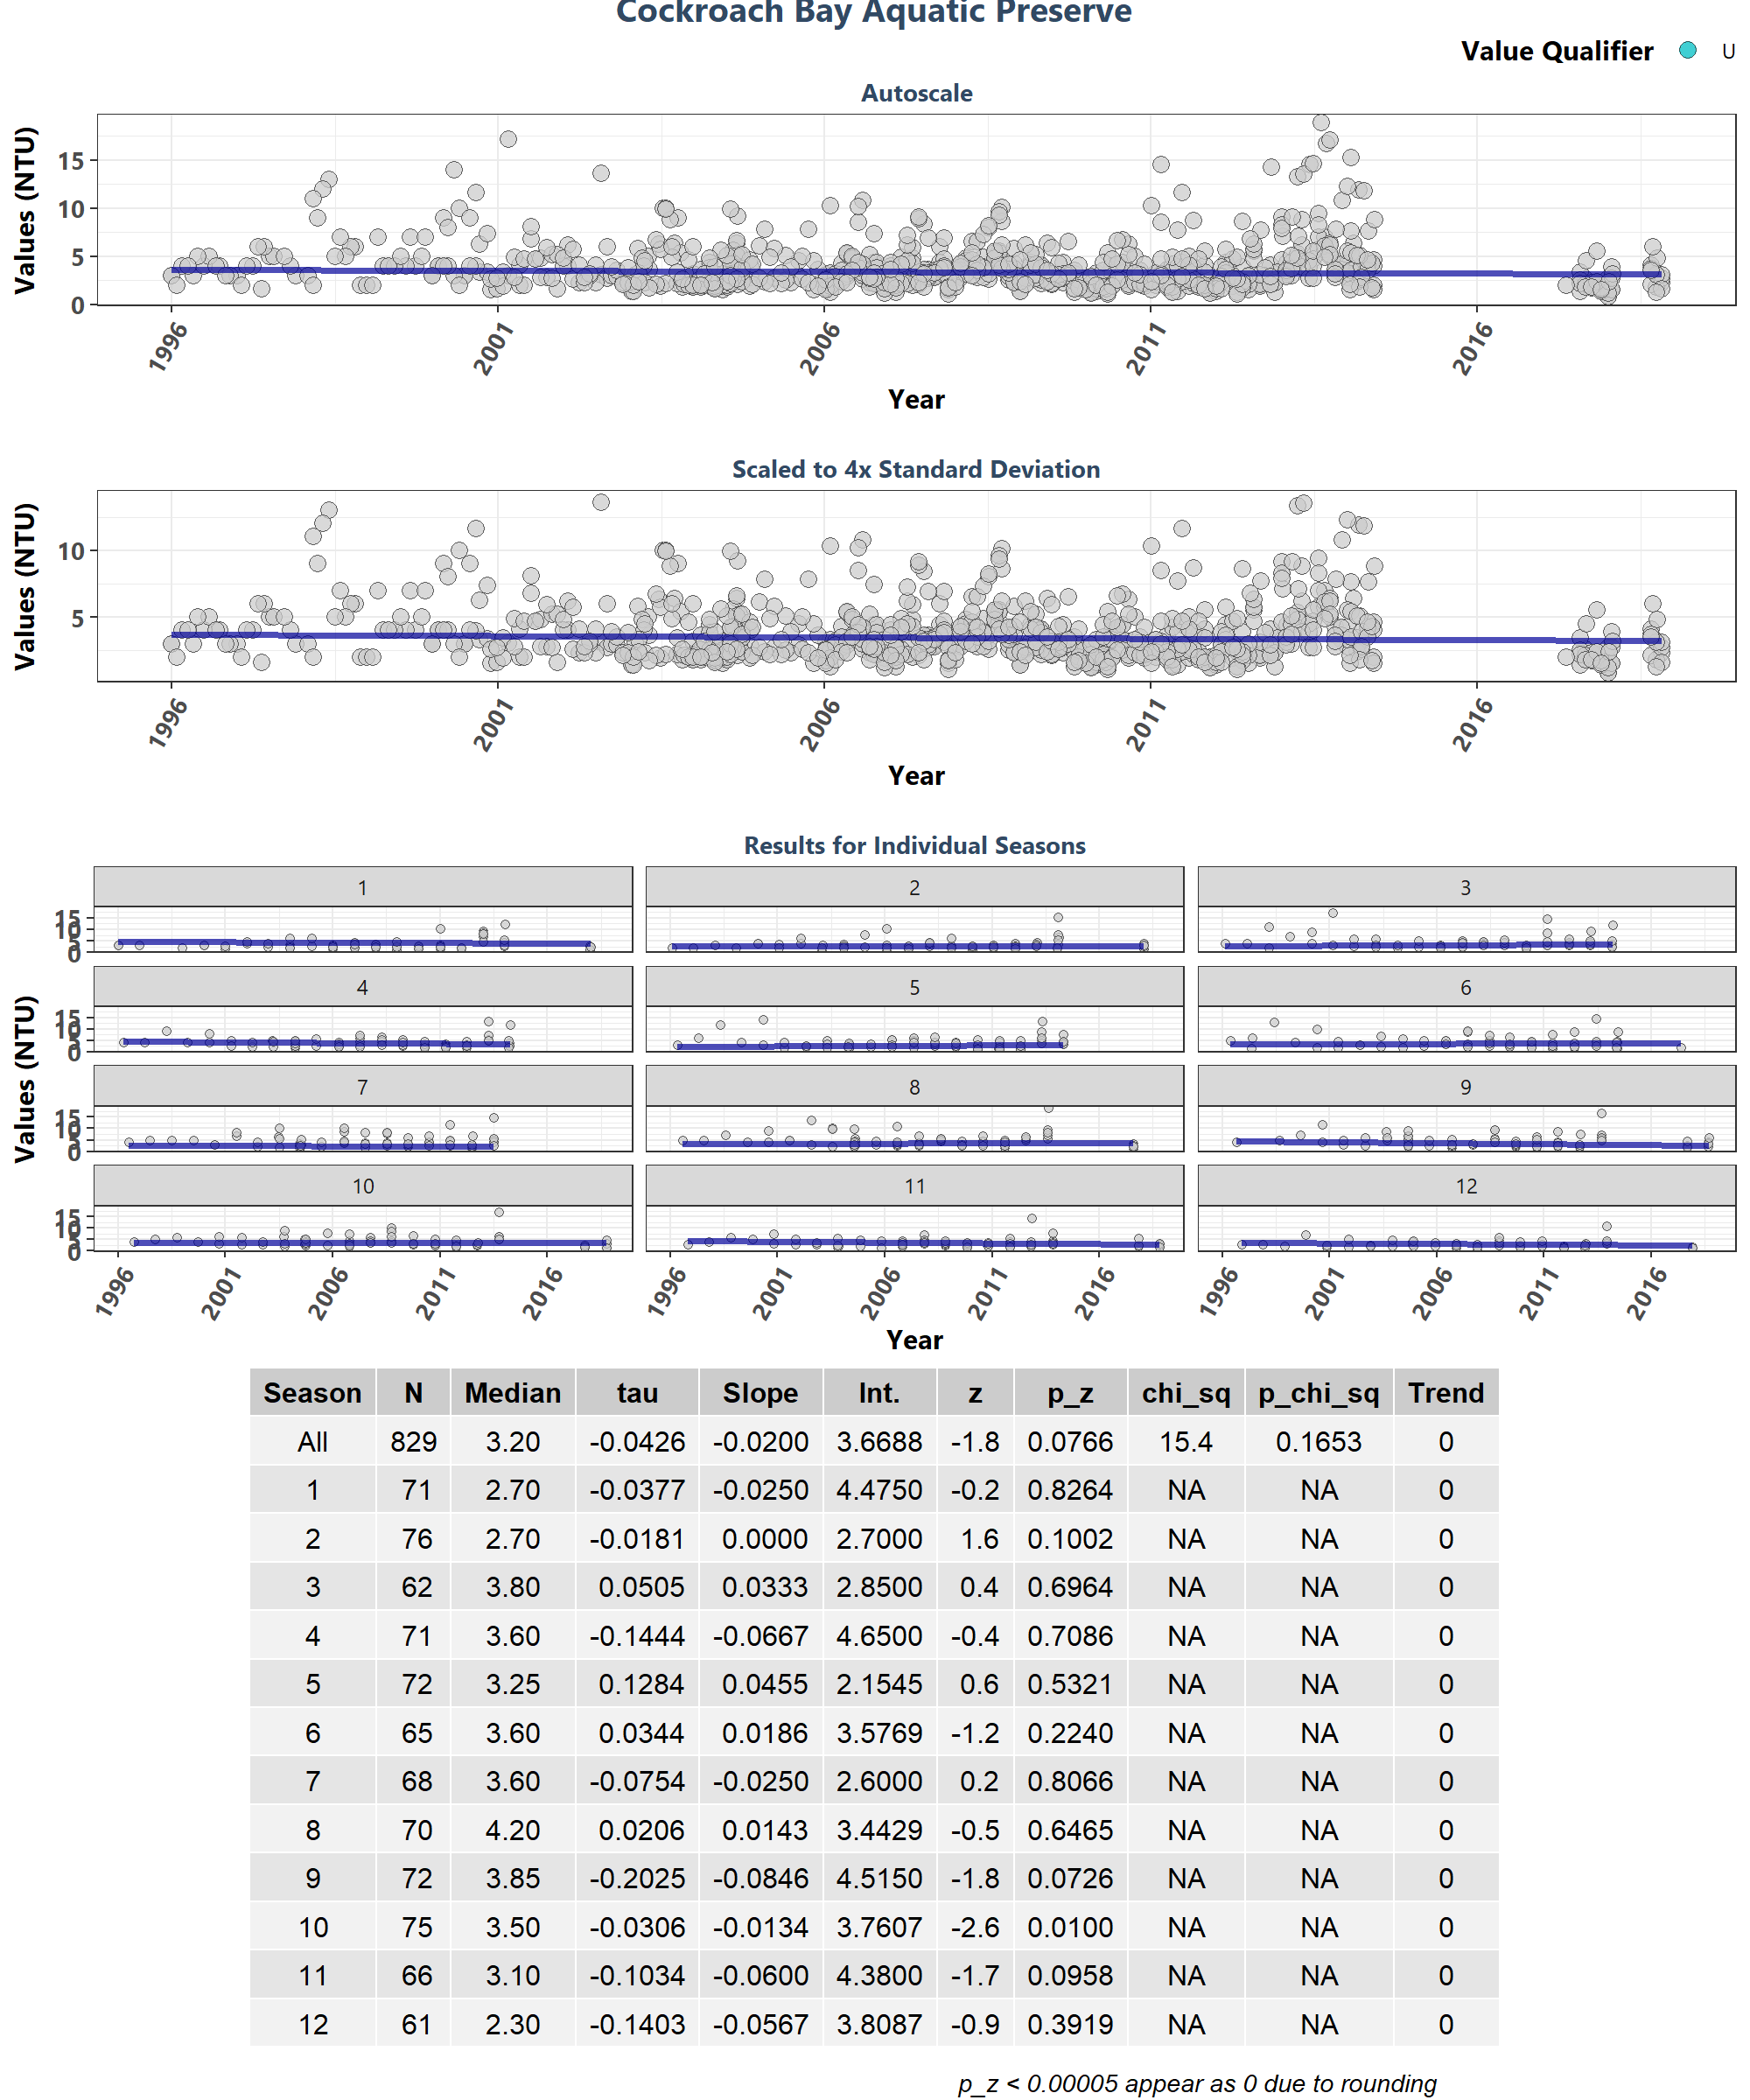 Cockroach Bay Aquatic Preserve
Value Qualifier U
Autoscale
Values (NTU)
15
10
5
0
1996 2001 2006 2011 2016
Year
Scaled to 4x Standard Deviation
Values (NTU)
10
5
1996 2001 2006 2011 2016
Year
Results for Individual Seasons
Values (NTU)
1 2 3
15
10
5
0
4 5 6
15
10
5
0
7 8 9
15
10
5
0
10 11 12
15
10
5
0
1996 2001 2006 2011 2016 1996 2001 2006 2011 2016 1996 2001 2006 2011 2016
Year
Season N Median tau Slope Int. z p_z chi_sq p_chi_sq Trend
All 829 3.20 -0.0426 -0.0200 3.6688 -1.8 0.0766 15.4 0.1653 0
1 71 2.70 -0.0377 -0.0250 4.4750 -0.2 0.8264 NA NA 0
2 76 2.70 -0.0181 0.0000 2.7000 1.6 0.1002 NA NA 0
3 62 3.80 0.0505 0.0333 2.8500 0.4 0.6964 NA NA 0
4 71 3.60 -0.1444 -0.0667 4.6500 -0.4 0.7086 NA NA 0
5 72 3.25 0.1284 0.0455 2.1545 0.6 0.5321 NA NA 0
6 65 3.60 0.0344 0.0186 3.5769 -1.2 0.2240 NA NA 0
7 68 3.60 -0.0754 -0.0250 2.6000 0.2 0.8066 NA NA 0
8 70 4.20 0.0206 0.0143 3.4429 -0.5 0.6465 NA NA 0
9 72 3.85 -0.2025 -0.0846 4.5150 -1.8 0.0726 NA NA 0
10 75 3.50 -0.0306 -0.0134 3.7607 -2.6 0.0100 NA NA 0
11 66 3.10 -0.1034 -0.0600 4.3800 -1.7 0.0958 NA NA 0
12 61 2.30 -0.1403 -0.0567 3.8087 -0.9 0.3919 NA NA 0
p_z < 0.00005 appear as 0 due to rounding